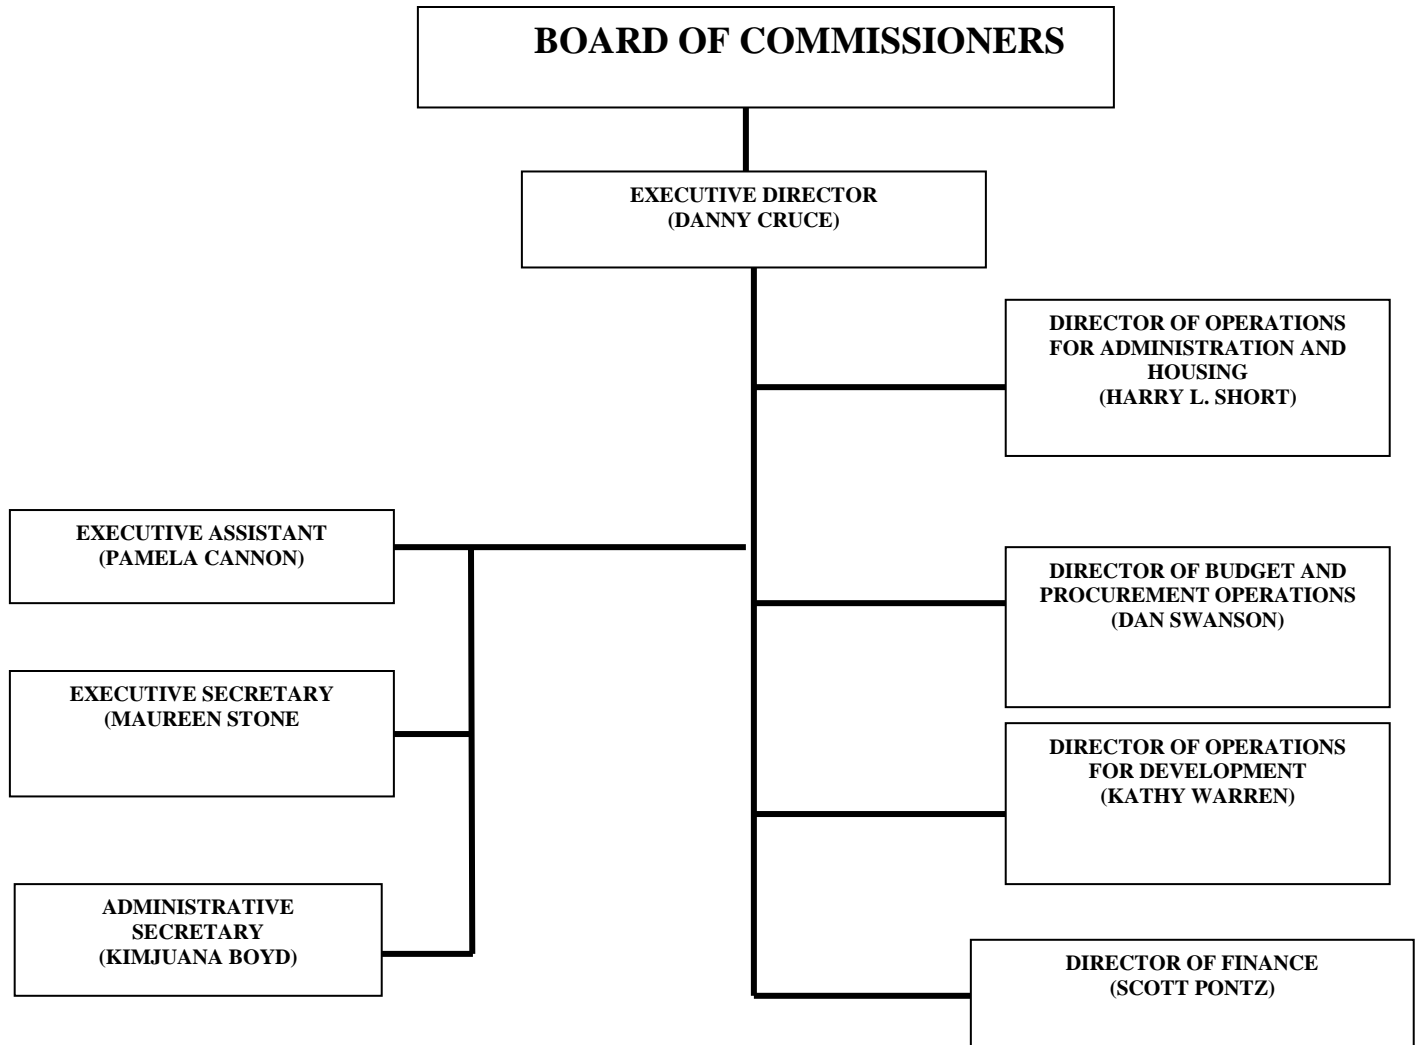 BOARD OF COMMISSIONERS
EXECUTIVE DIRECTOR
(DANNY CRUCE)
DIRECTOR OF OPERATIONS
FOR ADMINISTRATION AND
HOUSING
(HARRY L. SHORT)
EXECUTIVE ASSISTANT
(PAMELA CANNON)
DIRECTOR OF BUDGET AND
PROCUREMENT OPERATIONS
(DAN SWANSON)
EXECUTIVE SECRETARY
(MAUREEN STONE
DIRECTOR OF OPERATIONS
FOR DEVELOPMENT
(KATHY WARREN)
ADMINISTRATIVE
SECRETARY
(KIMJUANA BOYD)
DIRECTOR OF FINANCE
(SCOTT PONTZ)